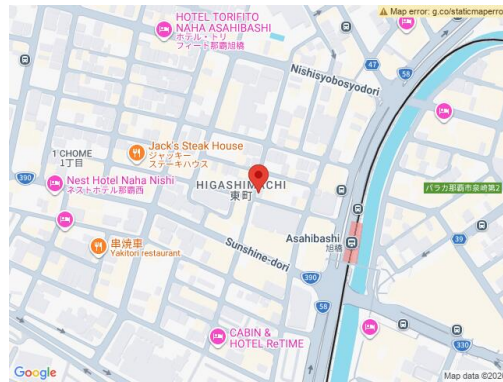 Map error: g.co/staticmaperro
HOTEL TORIFITO
NAHA ASAHIBASHI
ホテル・トリ
フィート那覇旭橋
47
58
Nishisyobosyodori
1 CHOME
1丁目
Jack's Steak House
ジャッキー
ステーキハウス
390
Nest Hotel Naha Nishi
ネストホテル那覇西
HIGASHIMACHI
東町
パラカ那覇市泉崎第2
Asahibashi
旭橋
39
串焼車
Yakitori restaurant
Sunshine-dori
390
58
CABIN &
HOTEL ReTIME
330
Google
Map data ©202